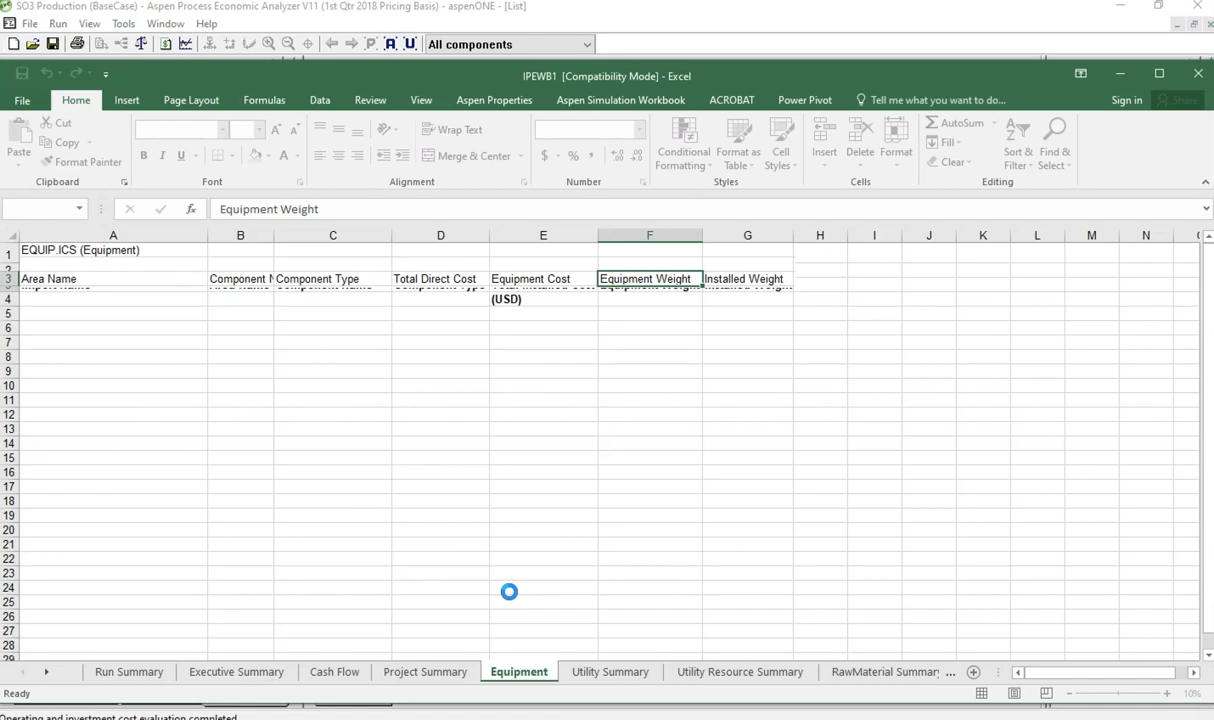 SO3 Production (BaseCase) - Aspen Process Economic Analyzer V11 (1st Qtr 2018 Pricing Basis) - aspenONE - [List]
File Run View Tools Window Help
All components
IPEWB1 [Compatibility Mode] - Excel
File Home Insert Page Layout Formulas Data Review View Aspen Properties Aspen Simulation Workbook ACROBAT Power Pivot Tell me what you want to do... Sign in Share
Paste Cut Copy Format Painter
Wrap Text Merge & Center
Conditional Formatting Format as Table Cell Styles
Insert Delete Format
AutoSum Fill Clear Sort & Filter Find & Select
Clipboard Font Alignment Number Styles Cells Editing
fx Equipment Weight
A B C D E F G H I J K L M N
1 EQUIP.ICS (Equipment)
2
3 Area Name Component N Component Type Total Direct Cost Equipment Cost Equipment Weight Installed Weight
4 (USD)
5
6
7
8
9
10
11
12
13
14
15
16
17
18
19
20
21
22
23
24
25
26
27
28
29
Run Summary Executive Summary Cash Flow Project Summary Equipment Utility Summary Utility Resource Summary RawMaterial Summary ...
Ready 10%
Operating and investment cost evaluation completed